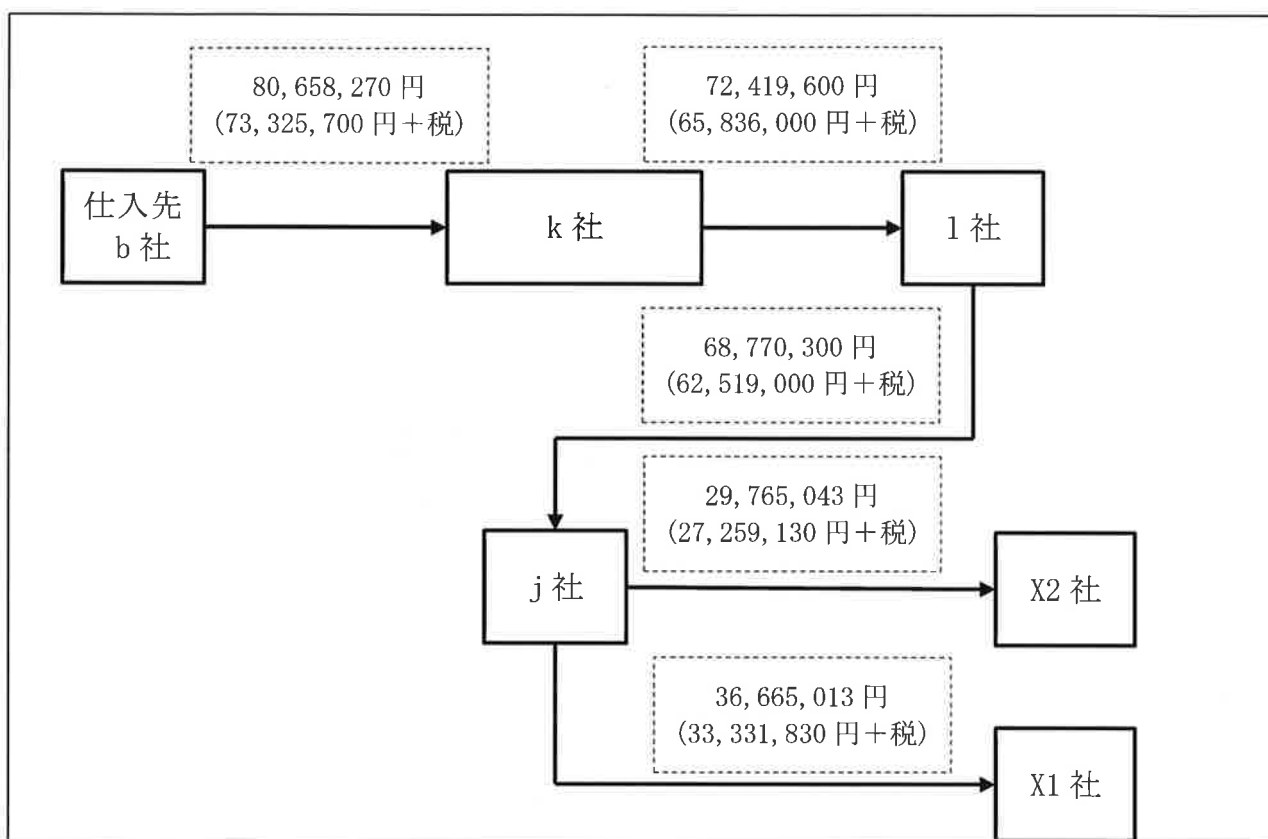 80,658,270 円
(73,325,700 円+税)
72,419,600 円
(65,836,000 円+税)
仕入先
b 社
k 社
l 社
68,770,300 円
(62,519,000 円+税)
29,765,043 円
(27,259,130 円+税)
j 社
X2 社
36,665,013 円
(33,331,830 円+税)
X1 社